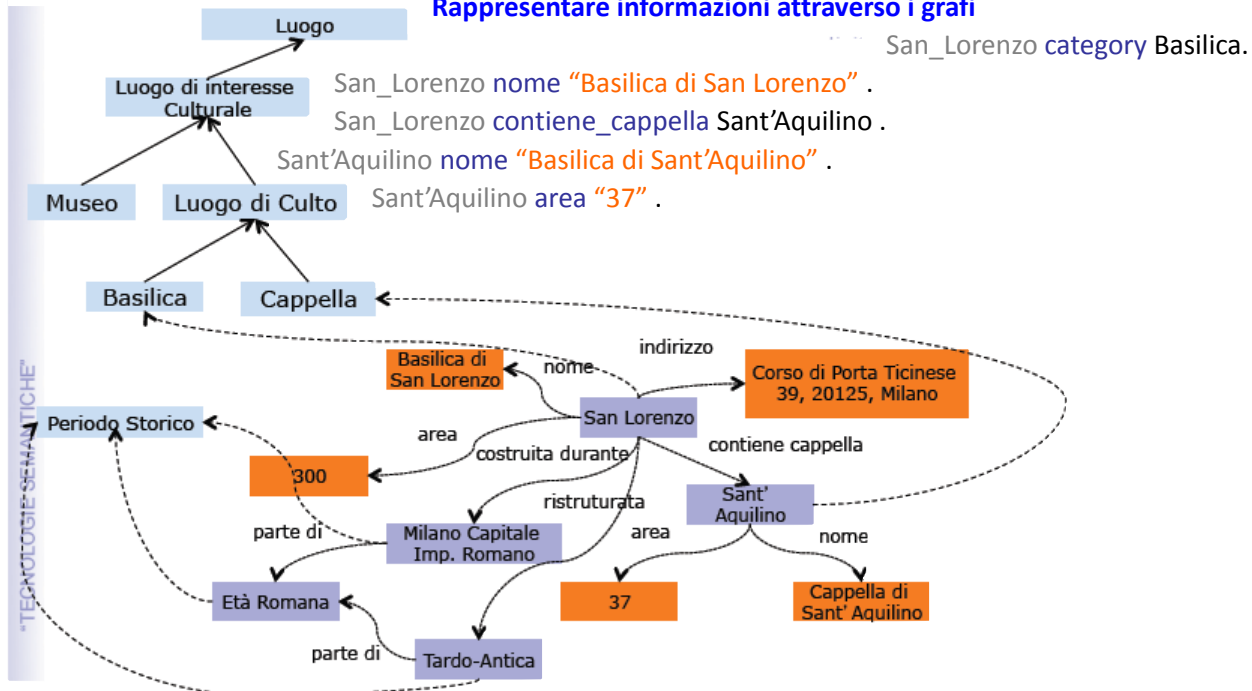 Rappresentare informazioni attraverso i grafi
Luogo
San_Lorenzo category Basilica.
Luogo di interesse
Culturale
San_Lorenzo nome “Basilica di San Lorenzo” .
San_Lorenzo contiene_cappella Sant’Aquilino .
Sant’Aquilino nome “Basilica di Sant’Aquilino” .
Museo
Luogo di Culto
Sant’Aquilino area “37” .
Basilica
Cappella
indirizzo
Basilica di
San Lorenzo
nome
Corso di Porta Ticinese
39, 20125, Milano
San Lorenzo
Periodo Storico
area
contiene cappella
costruita durante
300
ristruturata
Sant'
Aquilino
parte di
Milano Capitale
Imp. Romano
area
nome
Età Romana
37
Cappella di
Sant' Aquilino
parte di
Tardo-Antica
"TECNOLOGIE SEMANTICHE"